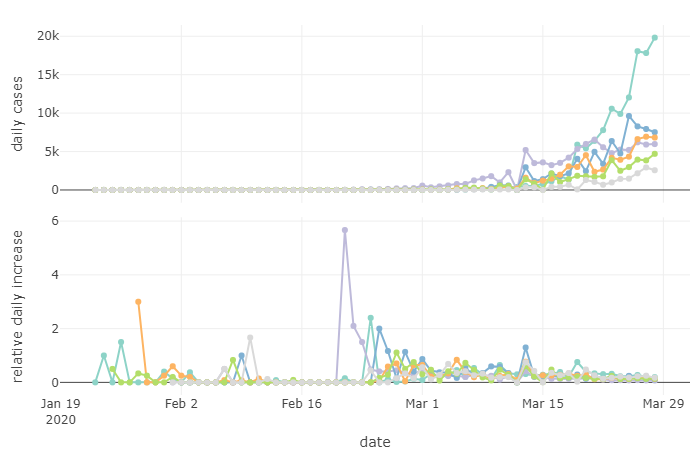 20k
15k
10k
5k
0
daily cases
6
4
2
0
relative daily increase
Jan 19
2020
Feb 2
Feb 16
Mar 1
Mar 15
Mar 29
date